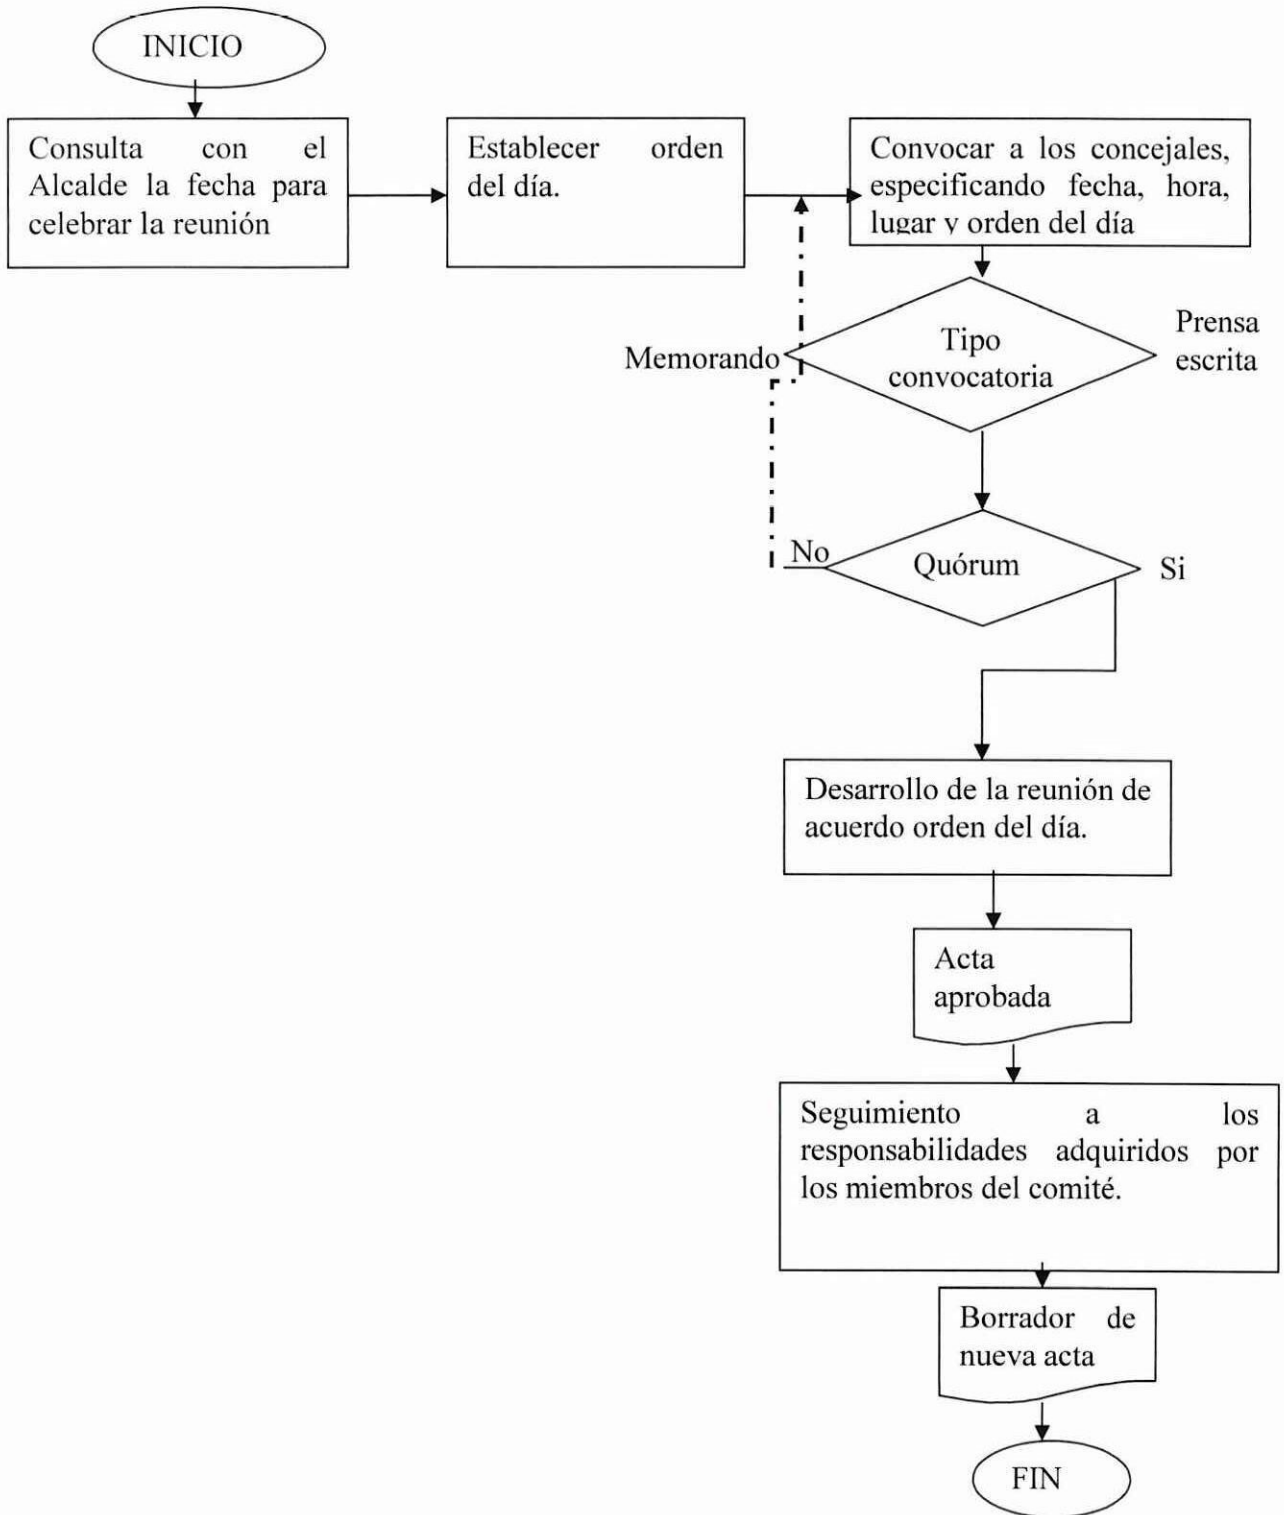 INICIO
Consulta con el
Alcalde la fecha para
celebrar la reunión
Establecer orden
del día.
Convocar a los concejales,
especificando fecha, hora,
lugar y orden del día
Memorando
Tipo
convocatoria
Prensa
escrita
No
Quórum
Si
Desarrollo de la reunión de
acuerdo orden del día.
Acta
aprobada
Seguimiento a los
responsabilidades adquiridos por
los miembros del comité.
Borrador de
nueva acta
FIN